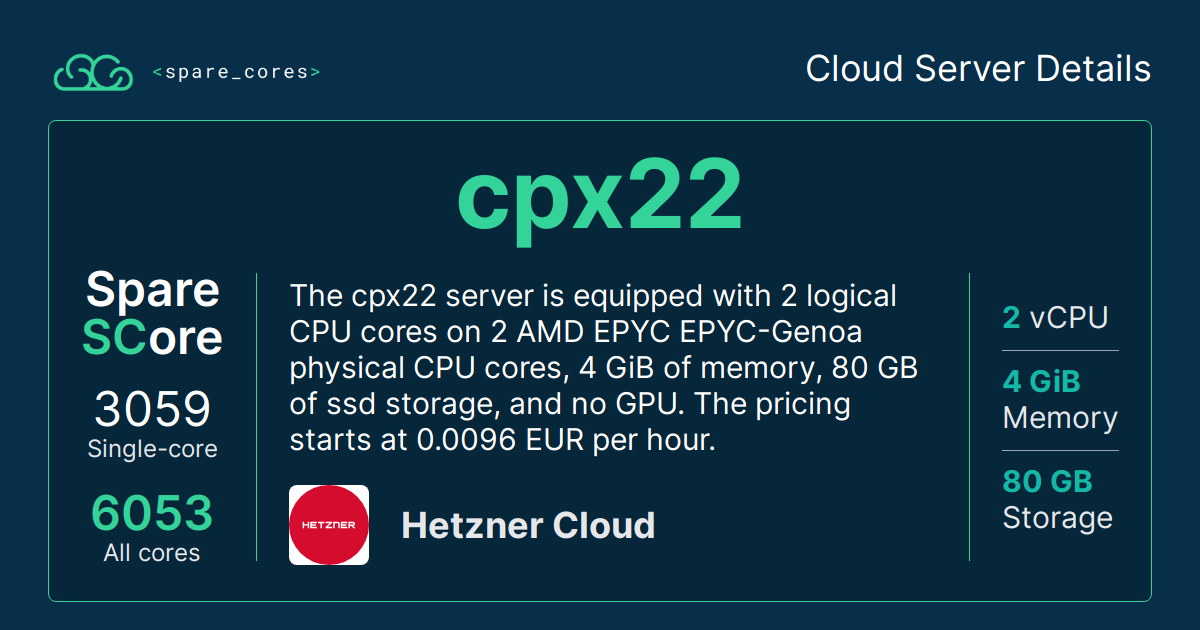 <spare_cores>
Cloud Server Details
cpx22
Spare
SCore
3059
Single-core
6053
All cores
The cpx22 server is equipped with 2 logical
CPU cores on 2 AMD EPYC EPYC-Genoa
physical CPU cores, 4 GiB of memory, 80 GB
of ssd storage, and no GPU. The pricing
starts at 0.0096 EUR per hour.
HETZNER
Hetzner Cloud
2 vCPU
4 GiB
Memory
80 GB
Storage